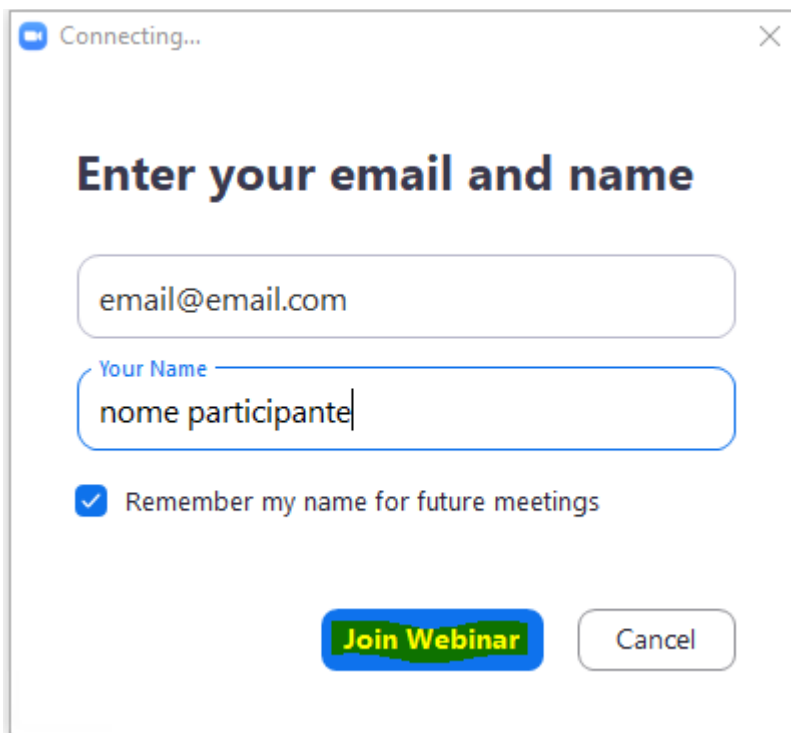 Connecting...
Enter your email and name
email@email.com
Your Name
nome participante
Remember my name for future meetings
Join Webinar
Cancel